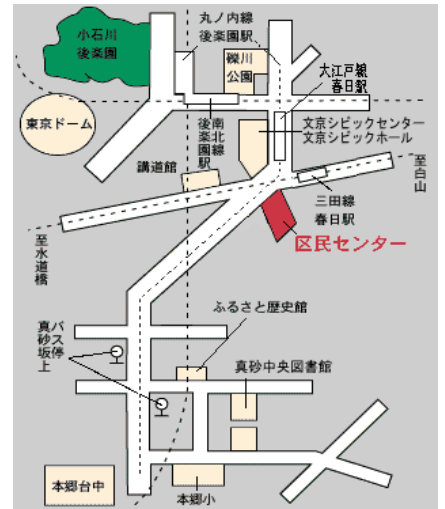 丸ノ内線
後楽園駅
小石川
後楽園
礫川
公園
大江戸線
春日駅
東京ドーム
南北線
後楽園駅
文京シビックセンター
文京シビックホール
講道館
至白山
三田線
春日駅
至水道橋
区民センター
ふるさと歴史館
バス停
真砂坂上
真砂中央図書館
本郷台中
本郷小